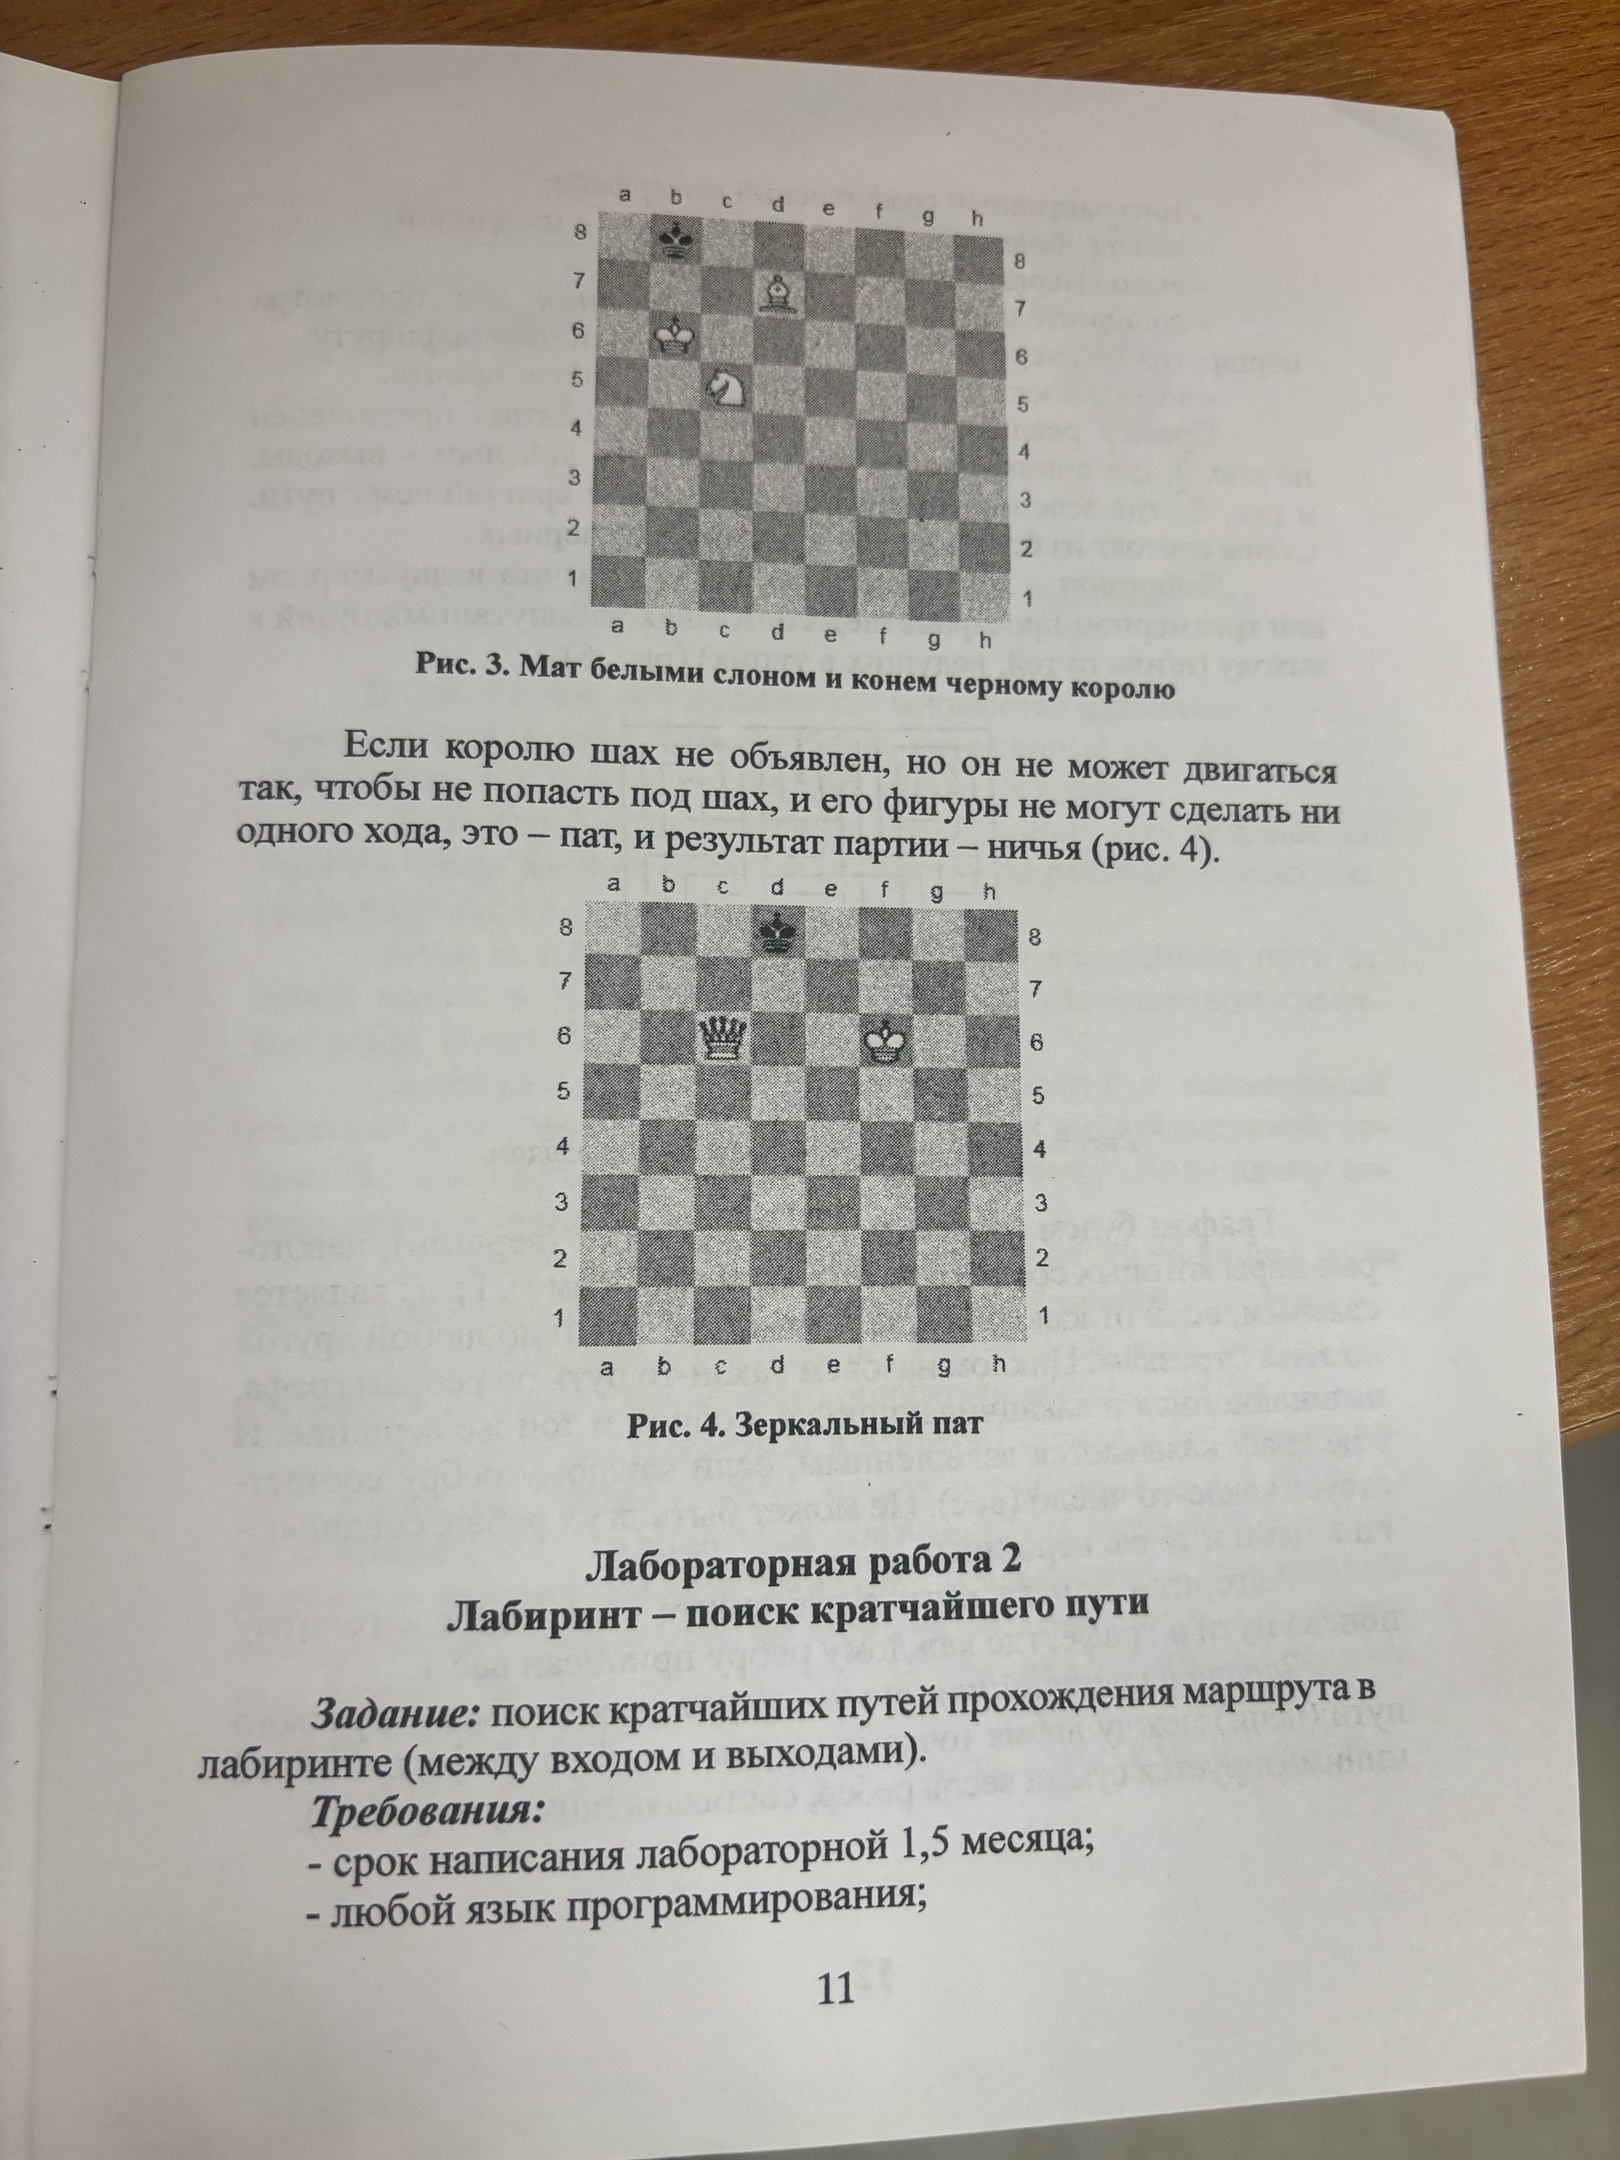 a b c d e f g h
8 8
7 7
6 6
5 5
4 4
3 3
2 2
1 1
a b c d e f g h
Рис. 3. Мат белыми слоном и конем черному королю
Если королю шах не объявлен, но он не может двигаться
так, чтобы не попасть под шах, и его фигуры не могут сделать ни
одного хода, это – пат, и результат партии – ничья (рис. 4).
a b c d e f g h
8 8
7 7
6 6
5 5
4 4
3 3
2 2
1 1
a b c d e f g h
Рис. 4. Зеркальный пат
Лабораторная работа 2
Лабиринт – поиск кратчайшего пути
Задание: поиск кратчайших путей прохождения маршрута в
лабиринте (между входом и выходами).
Требования:
- срок написания лабораторной 1,5 месяца;
- любой язык программирования;
11